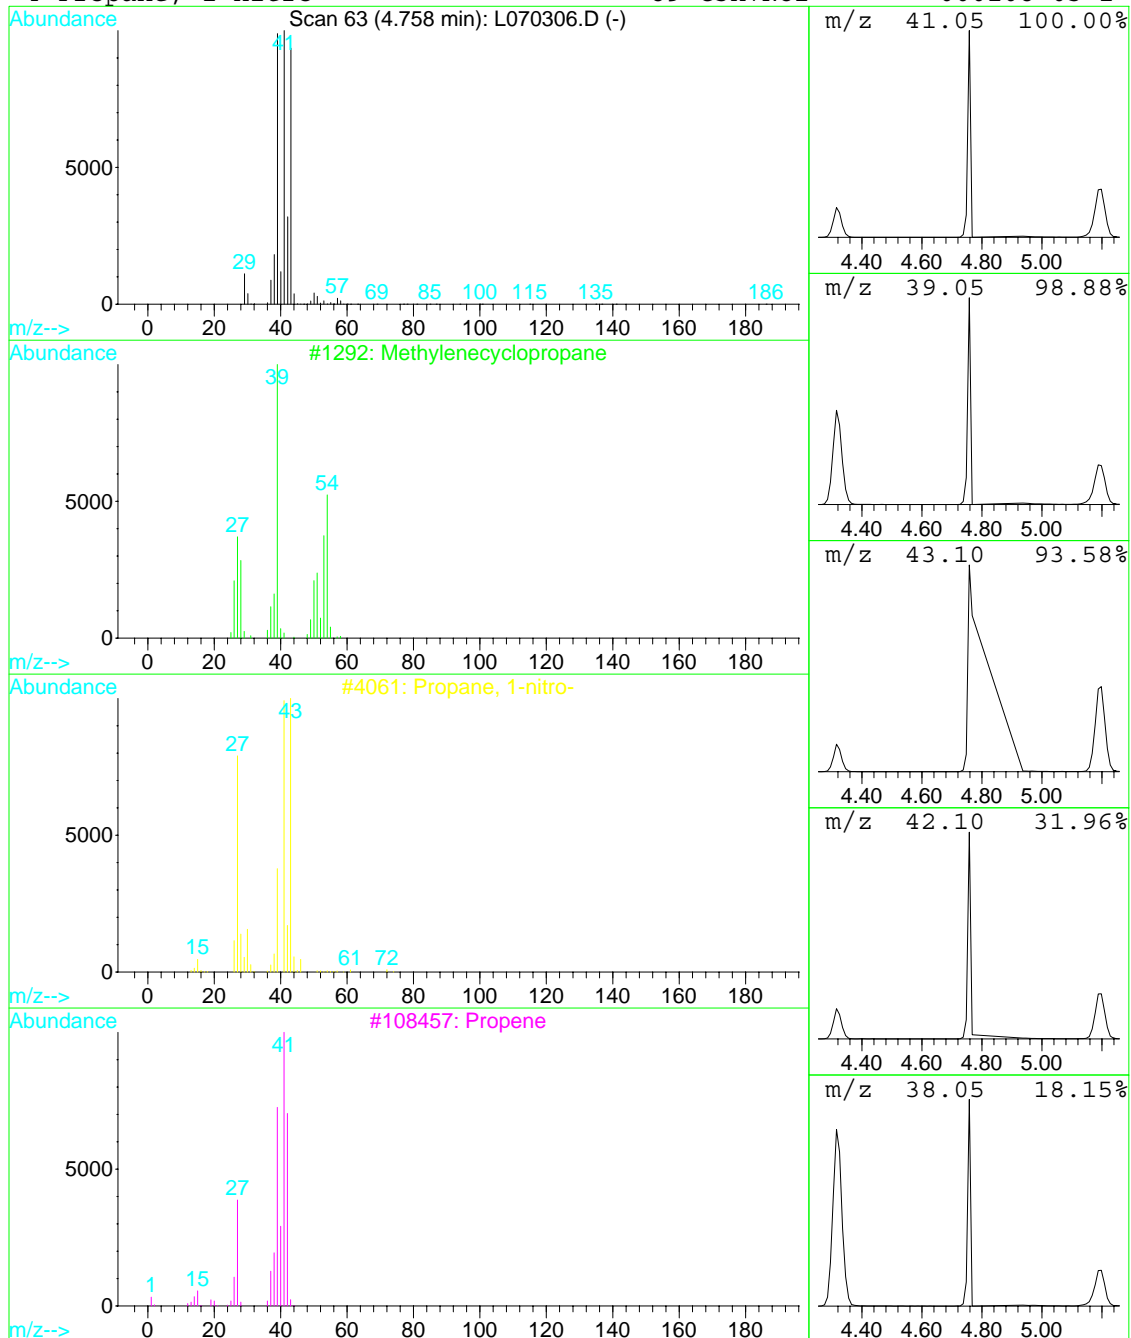 Abundance
Scan 63 (4.758 min): L070306.D (-)
41
5000
29
57 69 85 100 115 135 186
0
m/z--> 0 20 40 60 80 100 120 140 160 180
Abundance
#1292: Methylenecyclopropane
39
54
5000
27
0
m/z--> 0 20 40 60 80 100 120 140 160 180
Abundance
#4061: Propane, 1-nitro-
43
27
5000
15
61 72
0
m/z--> 0 20 40 60 80 100 120 140 160 180
Abundance
#108457: Propene
41
5000
27
1 15
0
m/z--> 0 20 40 60 80 100 120 140 160 180
m/z 41.05 100.00%
4.40 4.60 4.80 5.00
m/z 39.05 98.88%
4.40 4.60 4.80 5.00
m/z 43.10 93.58%
4.40 4.60 4.80 5.00
m/z 42.10 31.96%
4.40 4.60 4.80 5.00
m/z 38.05 18.15%
4.40 4.60 4.80 5.00